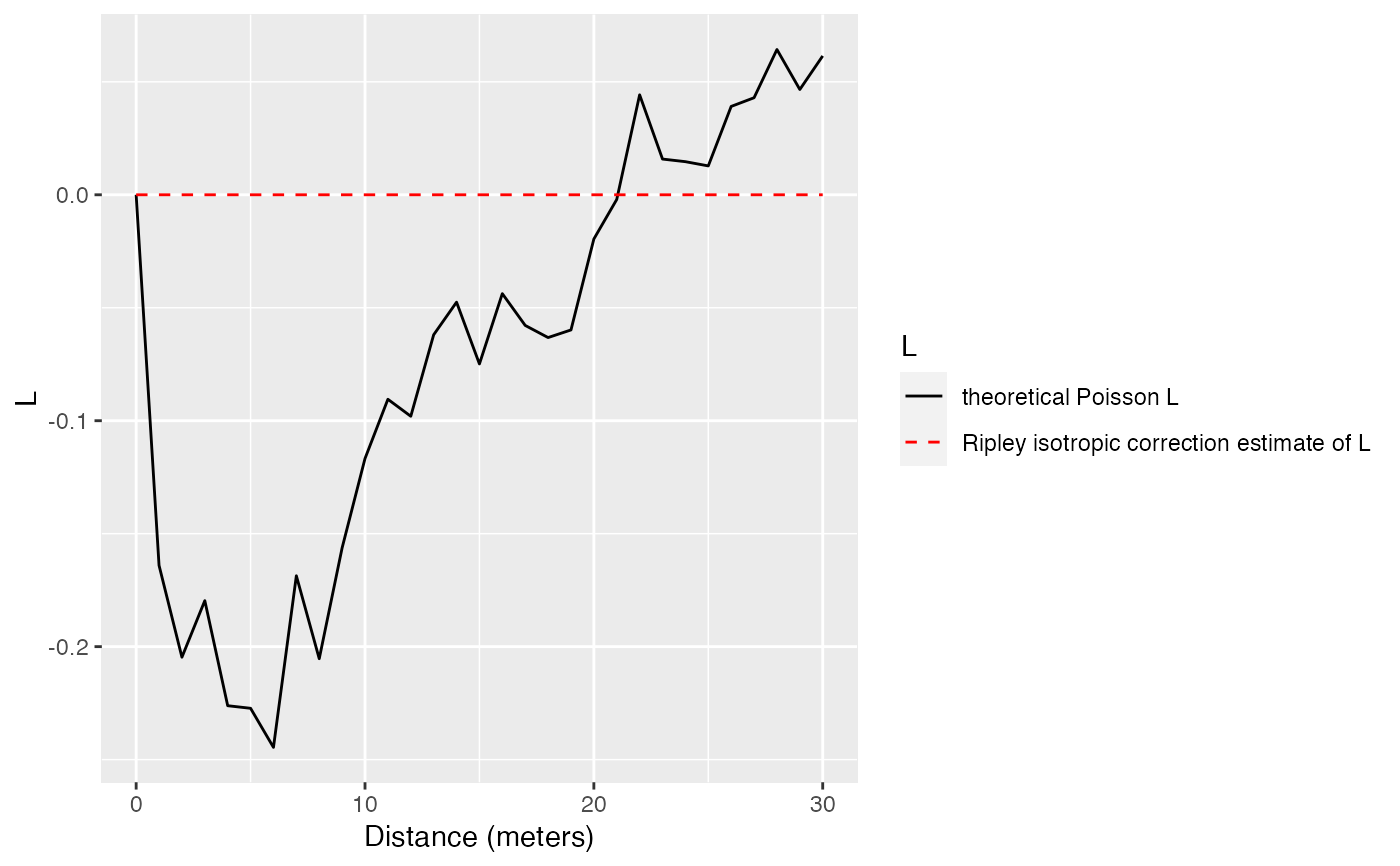 0.0
-0.1
-0.2
L
0
10
20
30
Distance (meters)
L
theoretical Poisson L
Ripley isotropic correction estimate of L